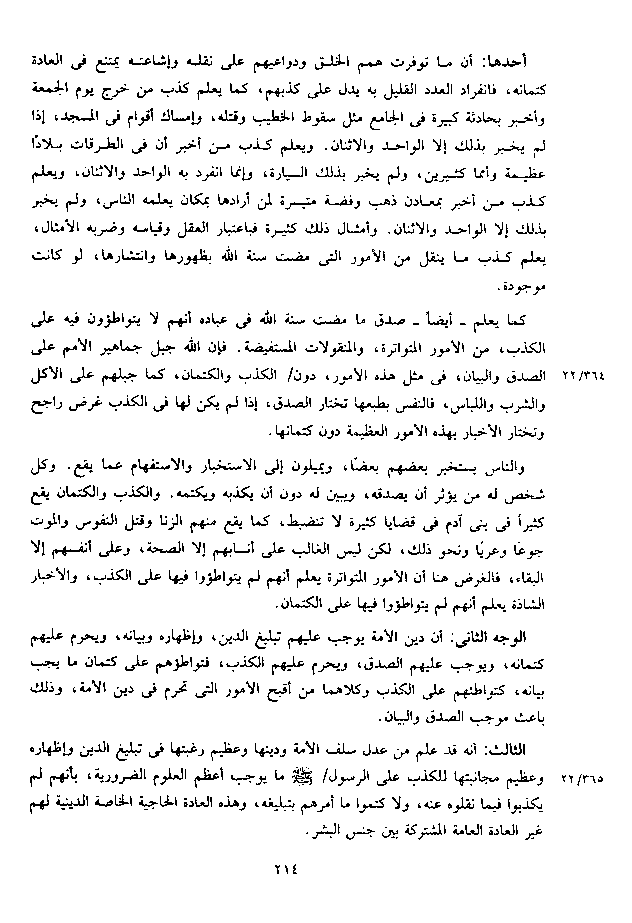 أحدها: أن ما توفرت همم الخلق ودواعيهم على نقله وإشاعته يمتنع فى العادة
كتمانه، فانفراد العدد القليل به يدل على كذبهم، كما يعلم كذب من خرج يوم الجمعة
وأخبر بحادثة كبيرة فى الجامع مثل سقوط الخطيب وقتله، وإمساك أقوام فى المسجد، إذا
لم يخبر بذلك إلا الواحد والاثنان. ويعلم كذب من أخبر أن فى الطرقات بلادًا
عظيمة وأمما كثيرين، ولم يخبر بذلك السيارة، وإنما انفرد به الواحد والاثنان، ويعلم
كذب من أخبر بمعادن ذهب وفضة متيسرة لمن أرادها بمكان يعلمه الناس، ولم يخبر
بذلك إلا الواحد والاثنان. وأمثال ذلك كثيرة فباعتبار العقل وقياسه وضربه الأمثال،
يعلم كذب ما ينقل من الأمور التى مضت سنة الله بظهورها وانتشارها، لو كانت
موجودة.
كما يعلم ـ أيضاً ـ صدق ما مضت سنة الله فى عباده أنهم لا يتواطؤون فيه على
الكذب، من الأمور المتواترة، والمنقولات المستفيضة. فإن الله جبل جماهير الأمم على
٢٢/٣٦٤ الصدق والبيان، فى مثل هذه الأمور، دون/ الكذب والكتمان، كما جبلهم على الأكل
والشرب واللباس، فالنفس بطبعها تختار الصدق، إذا لم يكن لها فى الكذب غرض راجح
وتختار الأخبار بهذه الأمور العظيمة دون كتمانها.
والناس يستخبر بعضهم بعضًا، ويميلون إلى الاستخبار والاستفهام عما يقع. وكل
شخص له من يؤثر أن يصدقه، ويبين له دون أن يكذبه ويكتمه. والكذب والكتمان يقع
كثيراً فى بنى آدم فى قضايا كثيرة لا تنضبط، كما يقع منهم الزنا وقتل النفوس والموت
جوعًا وعريًا ونحو ذلك، لكن ليس الغالب على أنسابهم إلا الصحة، وعلى أنفسهم إلا
البقاء، فالغرض هنا أن الأمور المتواترة يعلم أنهم لم يتواطؤوا فيها على الكذب، والأخبار
الشاذة يعلم أنهم لم يتواطؤوا فيها على الكتمان.
الوجه الثانى: أن دين الأمة يوجب عليهم تبليغ الدين، وإظهاره وبيانه، ويحرم عليهم
كتمانه، ويوجب عليهم الصدق، ويحرم عليهم الكذب، فتواطؤهم على كتمان ما يجب
بيانه، كتواطئهم على الكذب وكلاهما من أقبح الأمور التى تحرم فى دين الأمة، وذلك
باعث موجب الصدق والبيان.
الثالث: أنه قد علم من عدل سلف الأمة ودينها وعظيم رغبتها فى تبليغ الدين وإظهاره
٢٢/٣٦٥ وعظيم مجانبتها للكذب على الرسول/ ﷺ ما يوجب أعظم العلوم الضرورية، بأنهم لم
يكذبوا فيما نقلوه عنه، ولا كتموا ما أمرهم بتبليغه، وهذه العادة الحاجية الخاصة الدينية لهم
غير العادة العامة المشتركة بين جنس البشر.
٢١٤